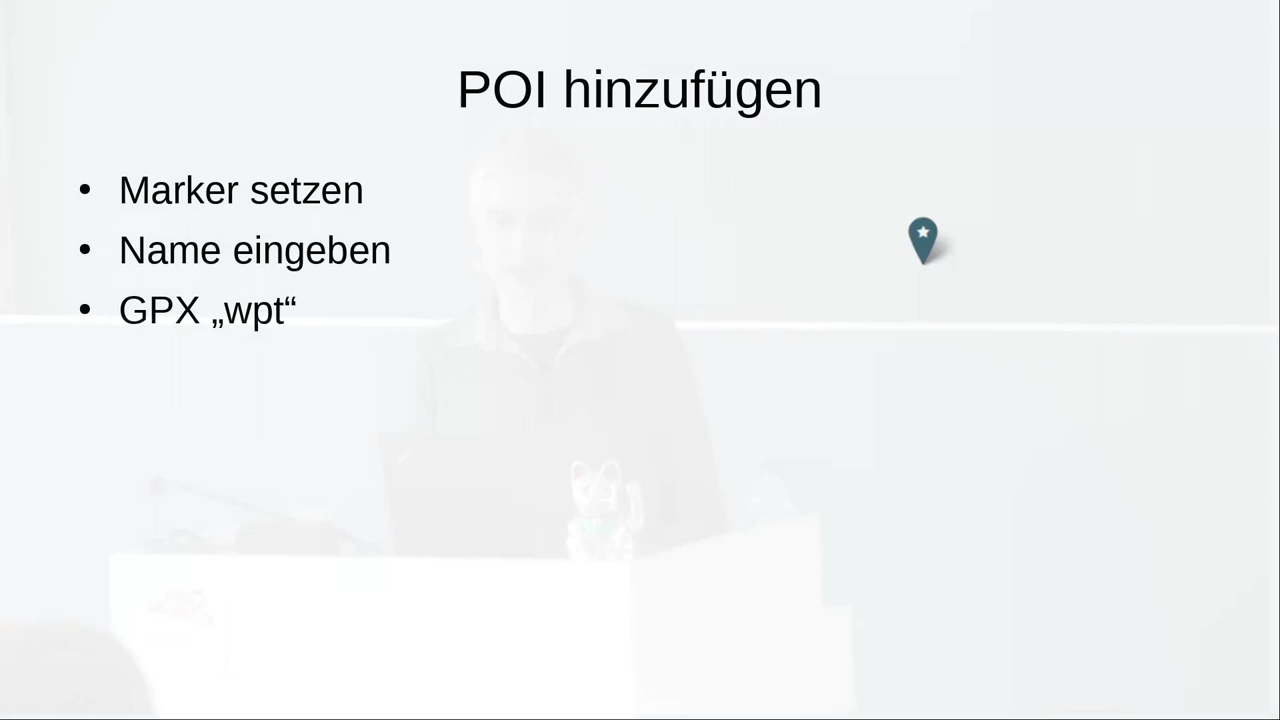 POI hinzufügen
• Marker setzen
• Name eingeben
• GPX „wpt“